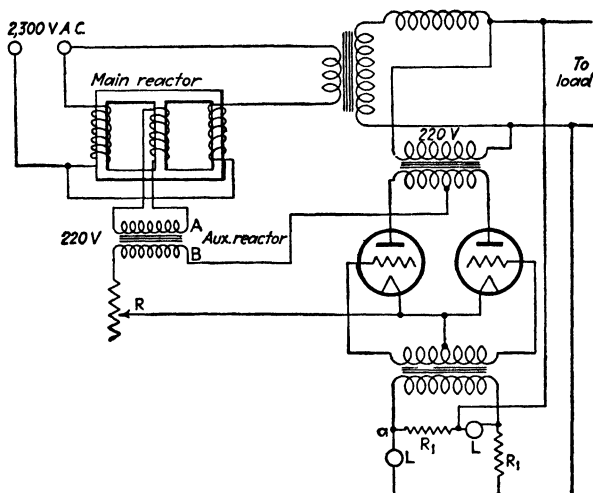 2,300 V A C.
Main reactor
To
load
220 V
220 V
A
Aux. reactor
B
R
a
R1
L
L
R1